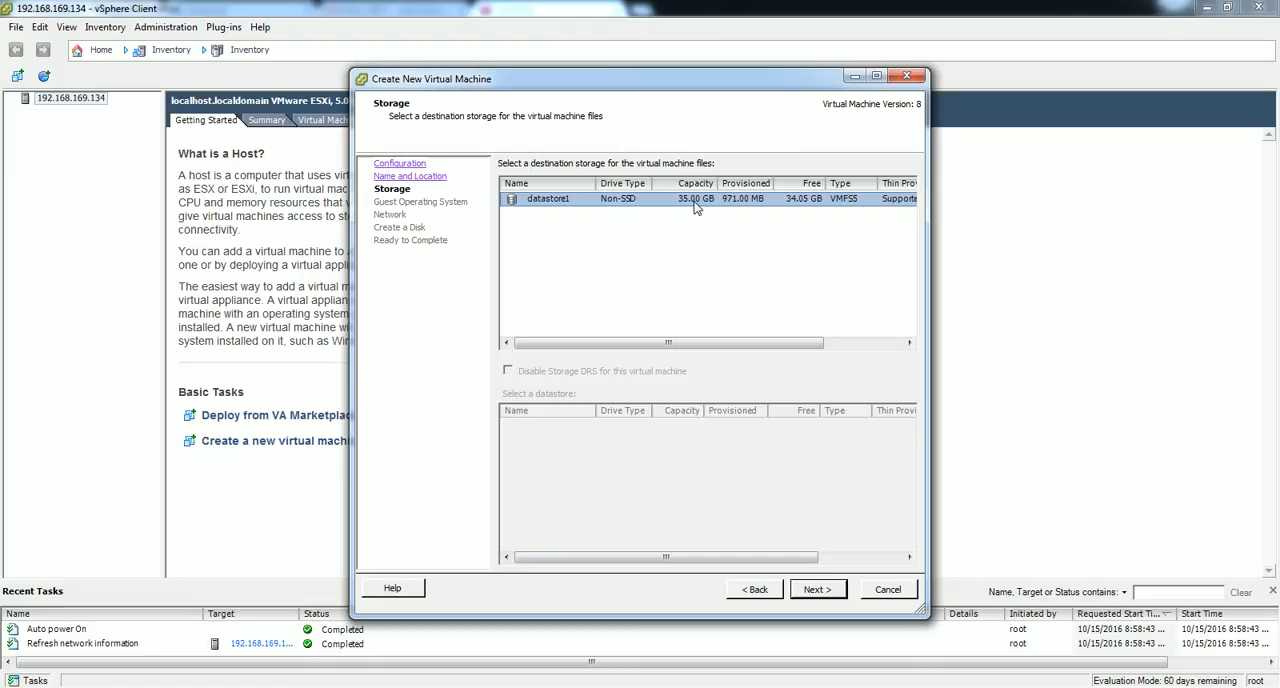 192.168.169.134 - vSphere Client
File Edit View Inventory Administration Plug-ins Help
Home Inventory Inventory
192.168.169.134
localhost.localdomain VMware ESXi, 5.0
Getting Started Summary Virtual Mach
What is a Host?
A host is a computer that uses virt
as ESX or ESXi, to run virtual mac
CPU and memory resources that v
give virtual machines access to sto
connectivity.
You can add a virtual machine to a
one or by deploying a virtual appli
The easiest way to add a virtual m
virtual appliance. A virtual applian
machine with an operating system
installed. A new virtual machine wi
system installed on it, such as Win
Basic Tasks
Deploy from VA Marketplac
Create a new virtual machi
Create New Virtual Machine
Storage
Select a destination storage for the virtual machine files
Virtual Machine Version: 8
Configuration
Name and Location
Storage
Guest Operating System
Network
Create a Disk
Ready to Complete
Select a destination storage for the virtual machine files:
Name Drive Type Capacity Provisioned Free Type Thin Prov
datastore1 Non-SSD 35.00 GB 971.00 MB 34.05 GB VMFS5 Supporte
Disable Storage DRS for this virtual machine
Select a datastore:
Name Drive Type Capacity Provisioned Free Type Thin Provi
Help < Back Next > Cancel
Recent Tasks Name, Target or Status contains: Clear
Name Target Status Details Initiated by Requested Start Ti... Start Time
Auto power On Completed root 10/15/2016 8:58:43 ... 10/15/2016 8:58:43 ...
Refresh network information 192.168.169.1... Completed root 10/15/2016 8:58:43 ... 10/15/2016 8:58:43 ...
Tasks Evaluation Mode: 60 days remaining root